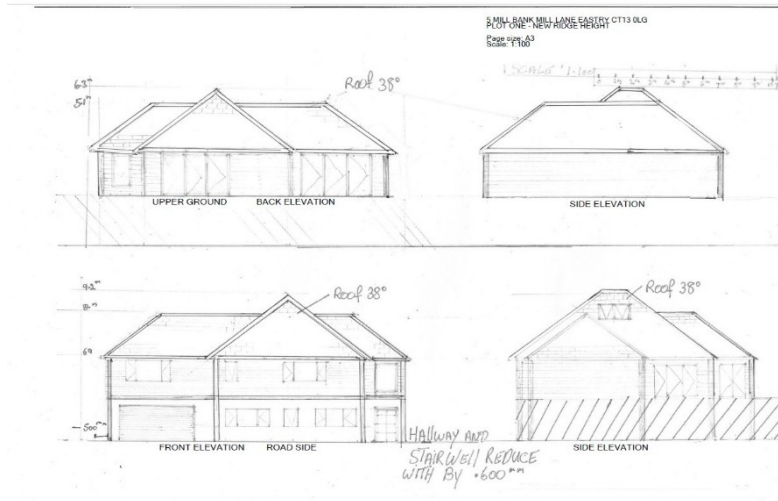 5 MILL BANK MILL LANE EASTRY CT13 0LG
PLOT ONE - NEW RIDGE HEIGHT
Page size: A3
Scale: 1:100
Roof 38°
UPPER GROUND BACK ELEVATION
SIDE ELEVATION
Roof 38°
Roof 38°
FRONT ELEVATION ROAD SIDE
SIDE ELEVATION
HALLWAY AND
STAIRWELL REDUCE
WITH BY .600mm